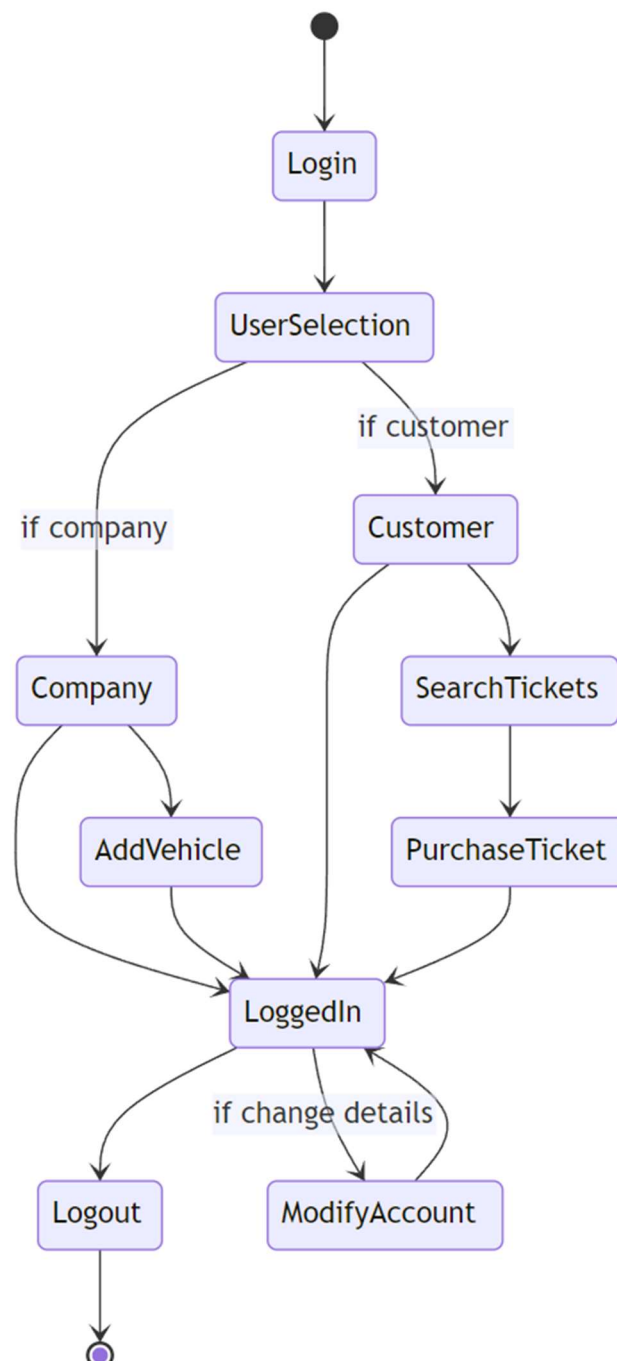 Login
UserSelection
if customer
if company
Customer
Company
SearchTickets
AddVehicle
PurchaseTicket
LoggedIn
if change details
Logout
ModifyAccount